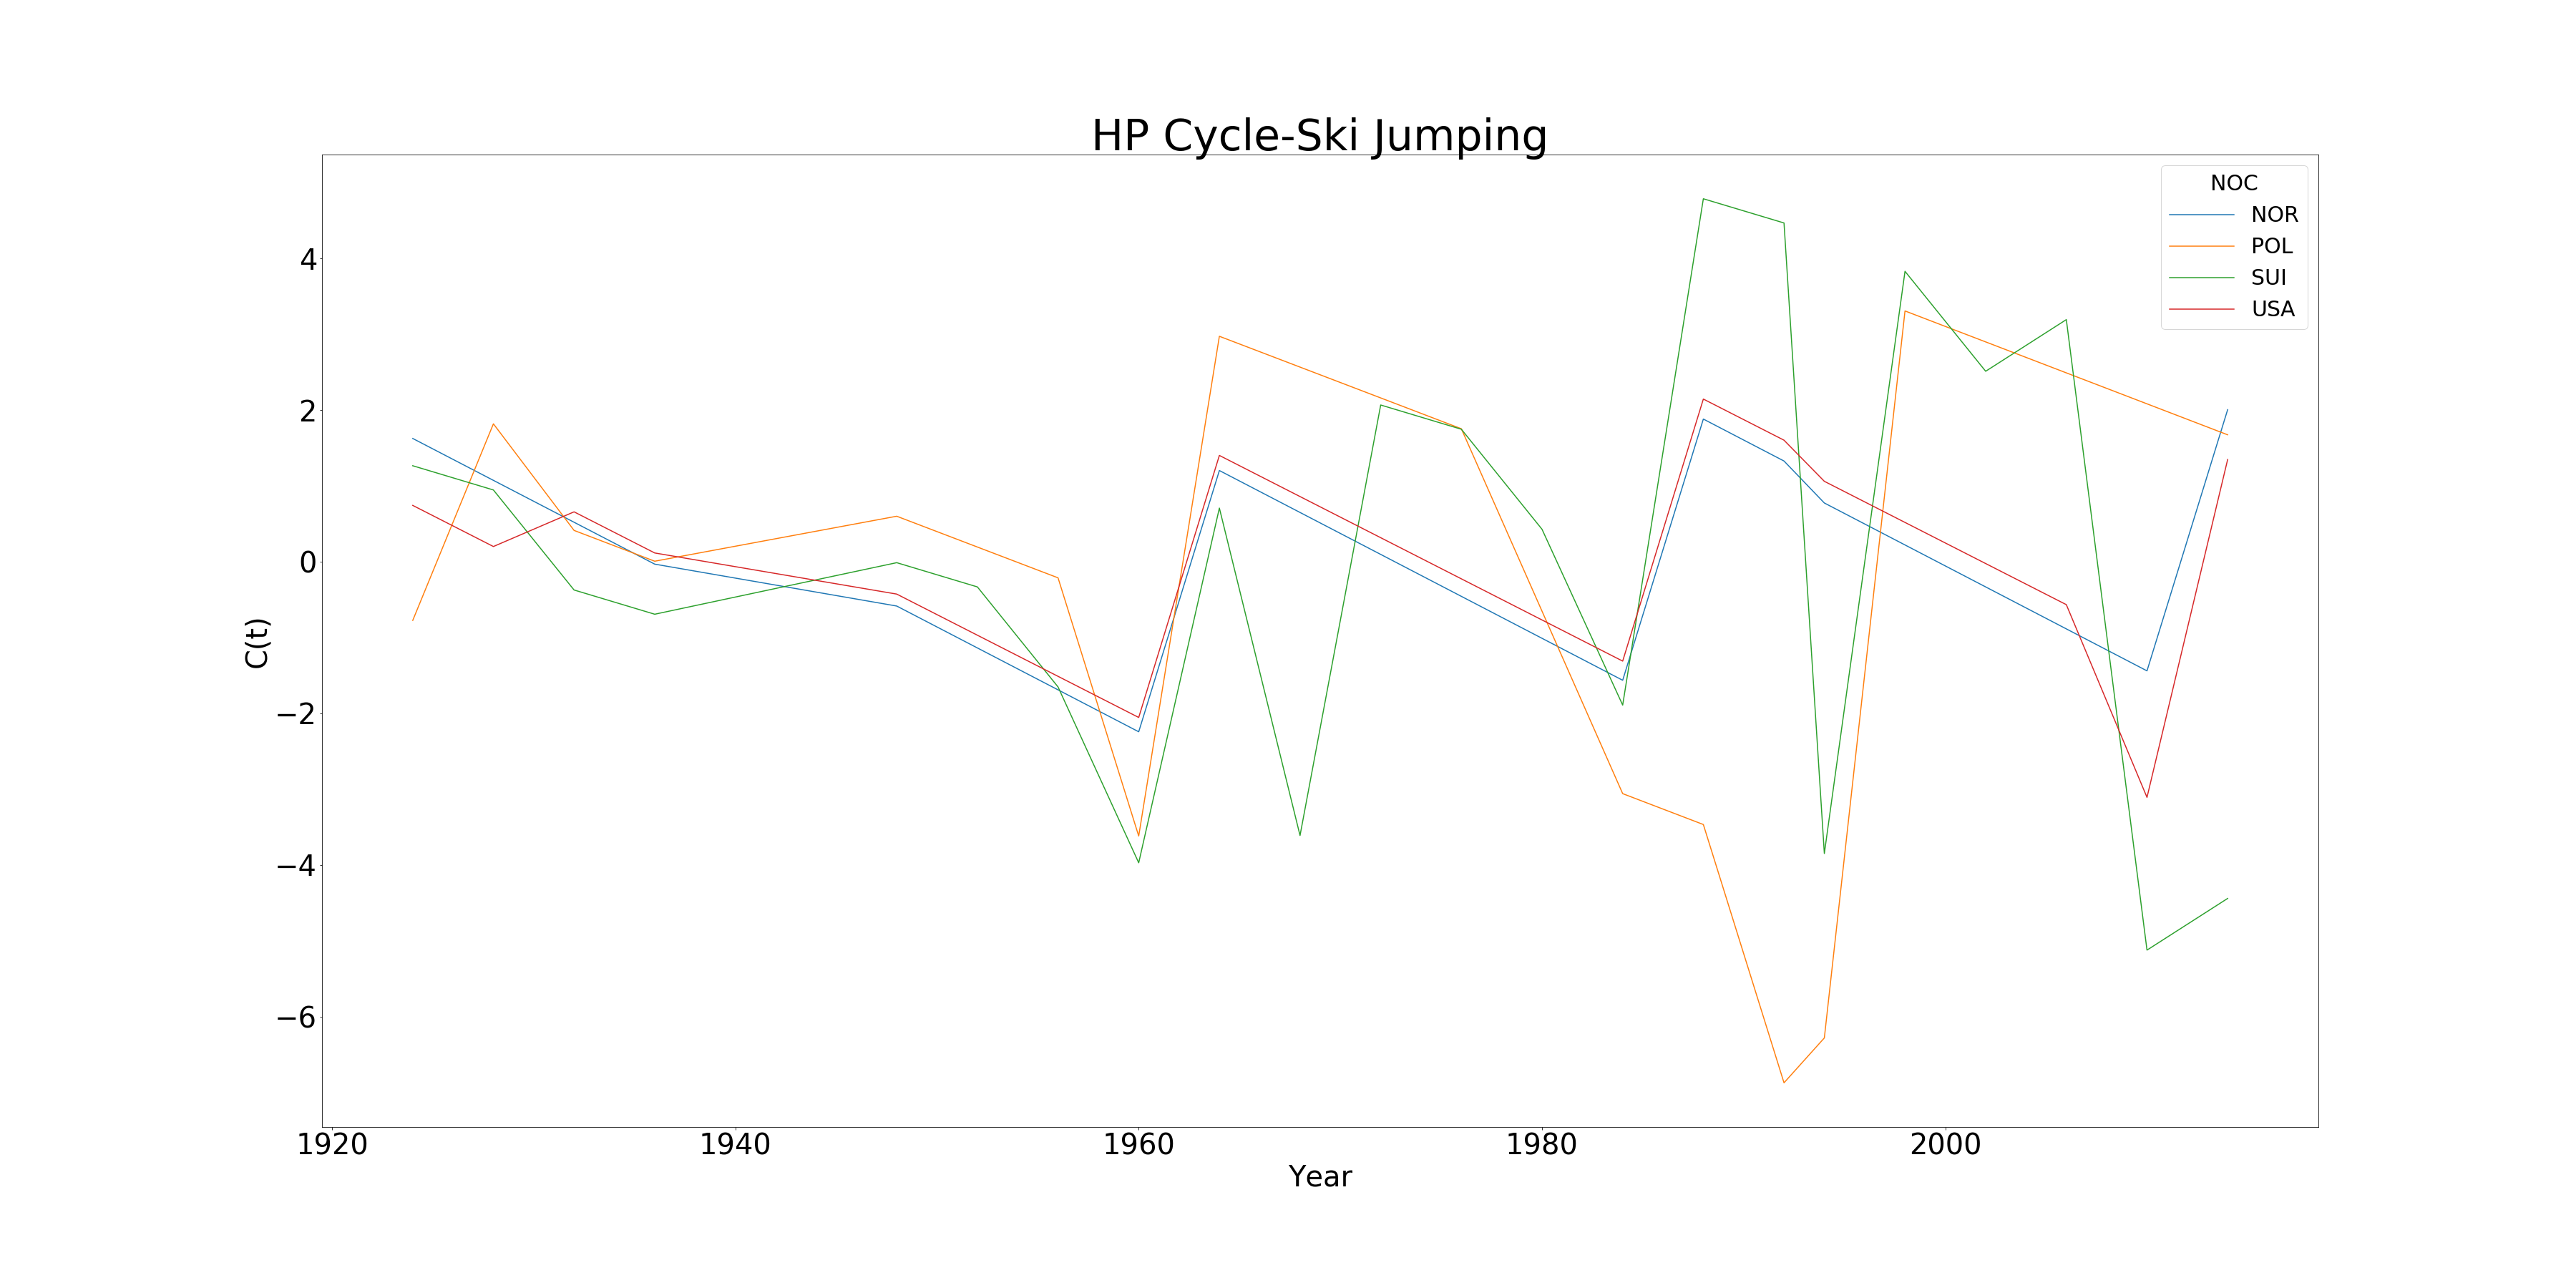 HP Cycle-Ski Jumping
NOC
NOR
POL
SUI
USA
4
2
0
−2
−4
−6
C(t)
1920 1940 1960 1980 2000
Year